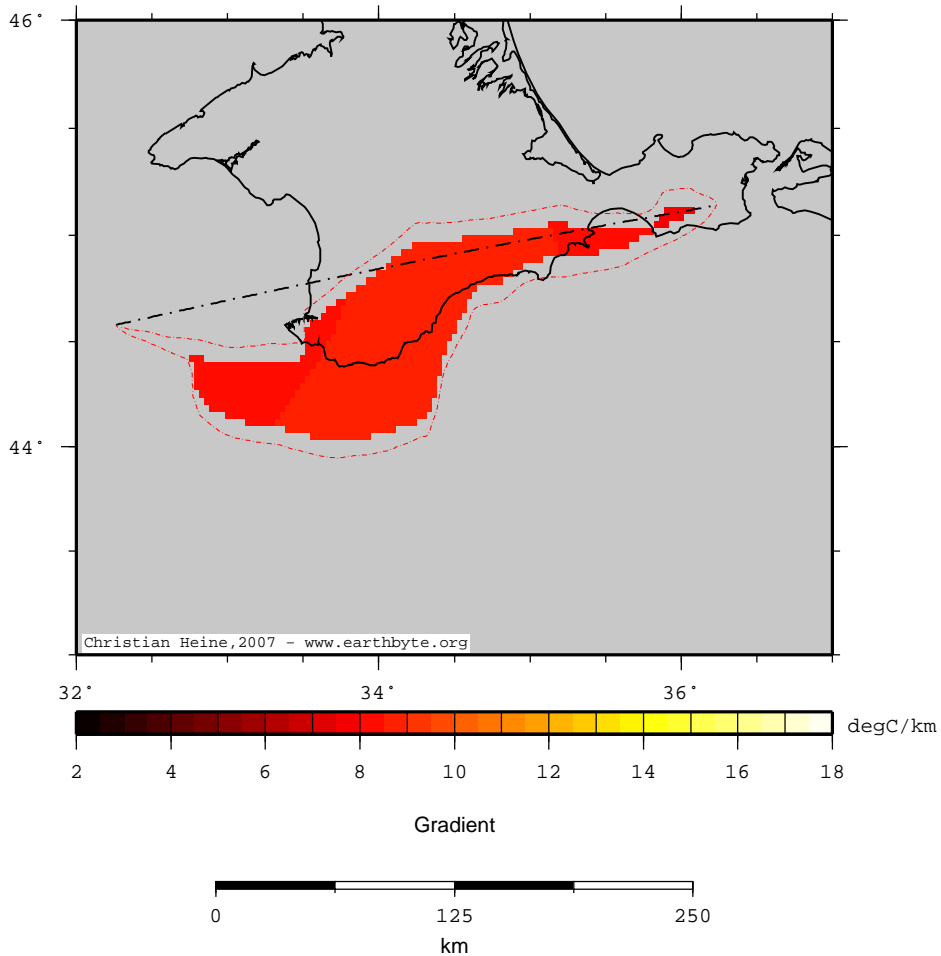 46°
44°
Christian Heine,2007 - www.earthbyte.org
32° 34° 36°
degC/km
2 4 6 8 10 12 14 16 18
Gradient
0 125 250
km